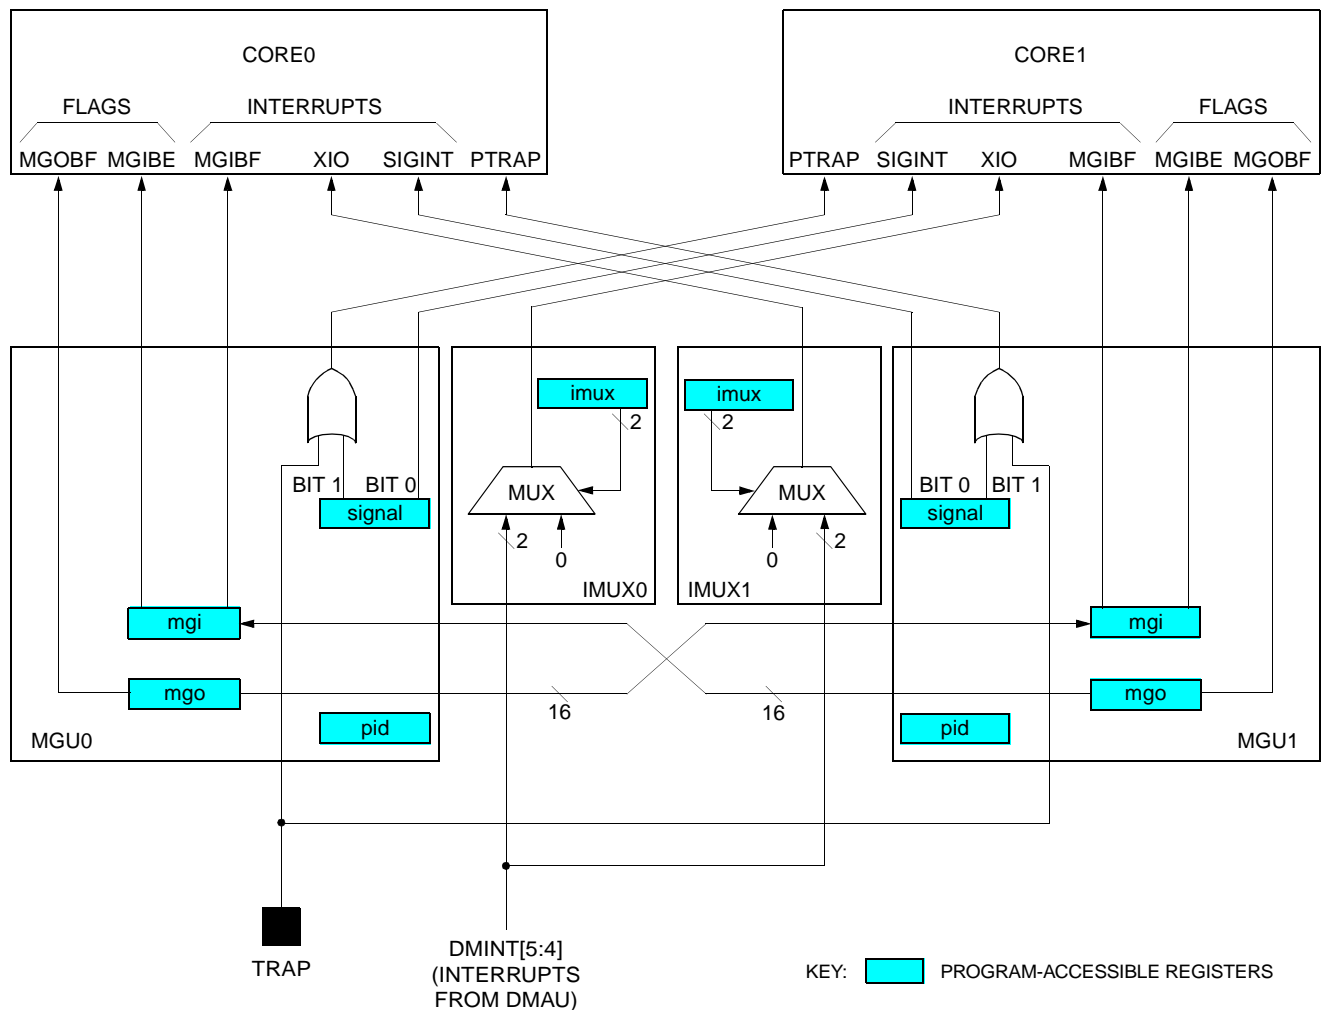 CORE0
CORE1
FLAGS
INTERRUPTS
INTERRUPTS
FLAGS
MGOBF MGIBE MGIBF XIO SIGINT PTRAP
PTRAP SIGINT XIO MGIBF MGIBE MGOBF
imux
2
imux
2
BIT 1 BIT 0
signal
MUX
2
0
IMUX0
MUX
0
2
IMUX1
BIT 0 BIT 1
signal
mgi
mgi
mgo
16
16
mgo
pid
pid
MGU0
MGU1
TRAP
DMINT[5:4]
(INTERRUPTS
FROM DMAU)
KEY: PROGRAM-ACCESSIBLE REGISTERS